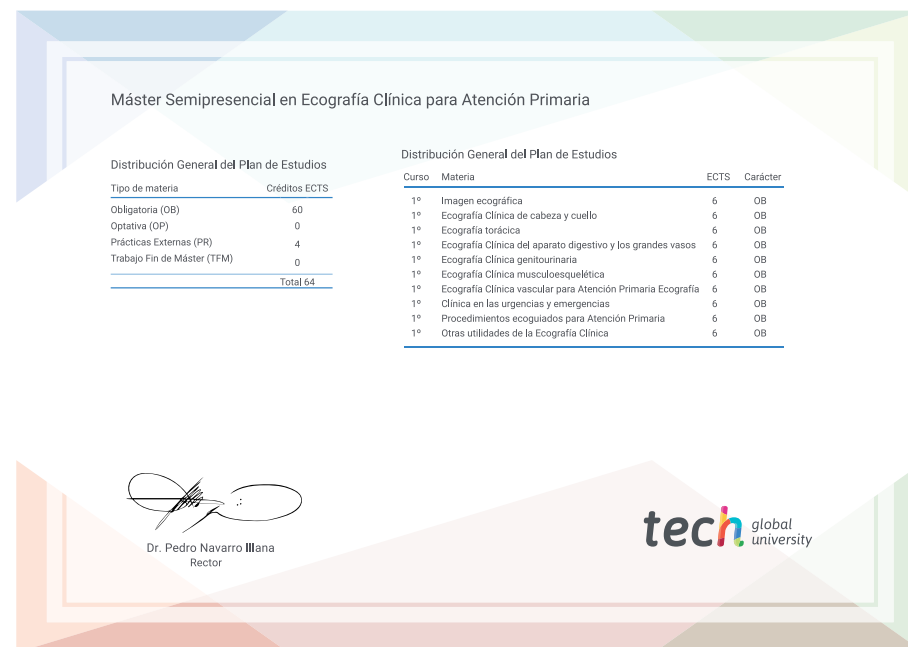 Máster Semipresencial en Ecografía Clínica para Atención Primaria
Distribución General del Plan de Estudios
Tipo de materia Créditos ECTS
Obligatoria (OB) 60
Optativa (OP) 0
Prácticas Externas (PR) 4
Trabajo Fin de Máster (TFM) 0
Total 64
Distribución General del Plan de Estudios
Curso Materia ECTS Carácter
1º Imagen ecográfica 6 OB
1º Ecografía Clínica de cabeza y cuello 6 OB
1º Ecografía torácica 6 OB
1º Ecografía Clínica del aparato digestivo y los grandes vasos 6 OB
1º Ecografía Clínica genitourinaria 6 OB
1º Ecografía Clínica musculoesquelética 6 OB
1º Ecografía Clínica vascular para Atención Primaria Ecografía 6 OB
1º Clínica en las urgencias y emergencias 6 OB
1º Procedimientos ecoguiados para Atención Primaria 6 OB
1º Otras utilidades de la Ecografía Clínica 6 OB
Dr. Pedro Navarro Illana
Rector
tech global
university